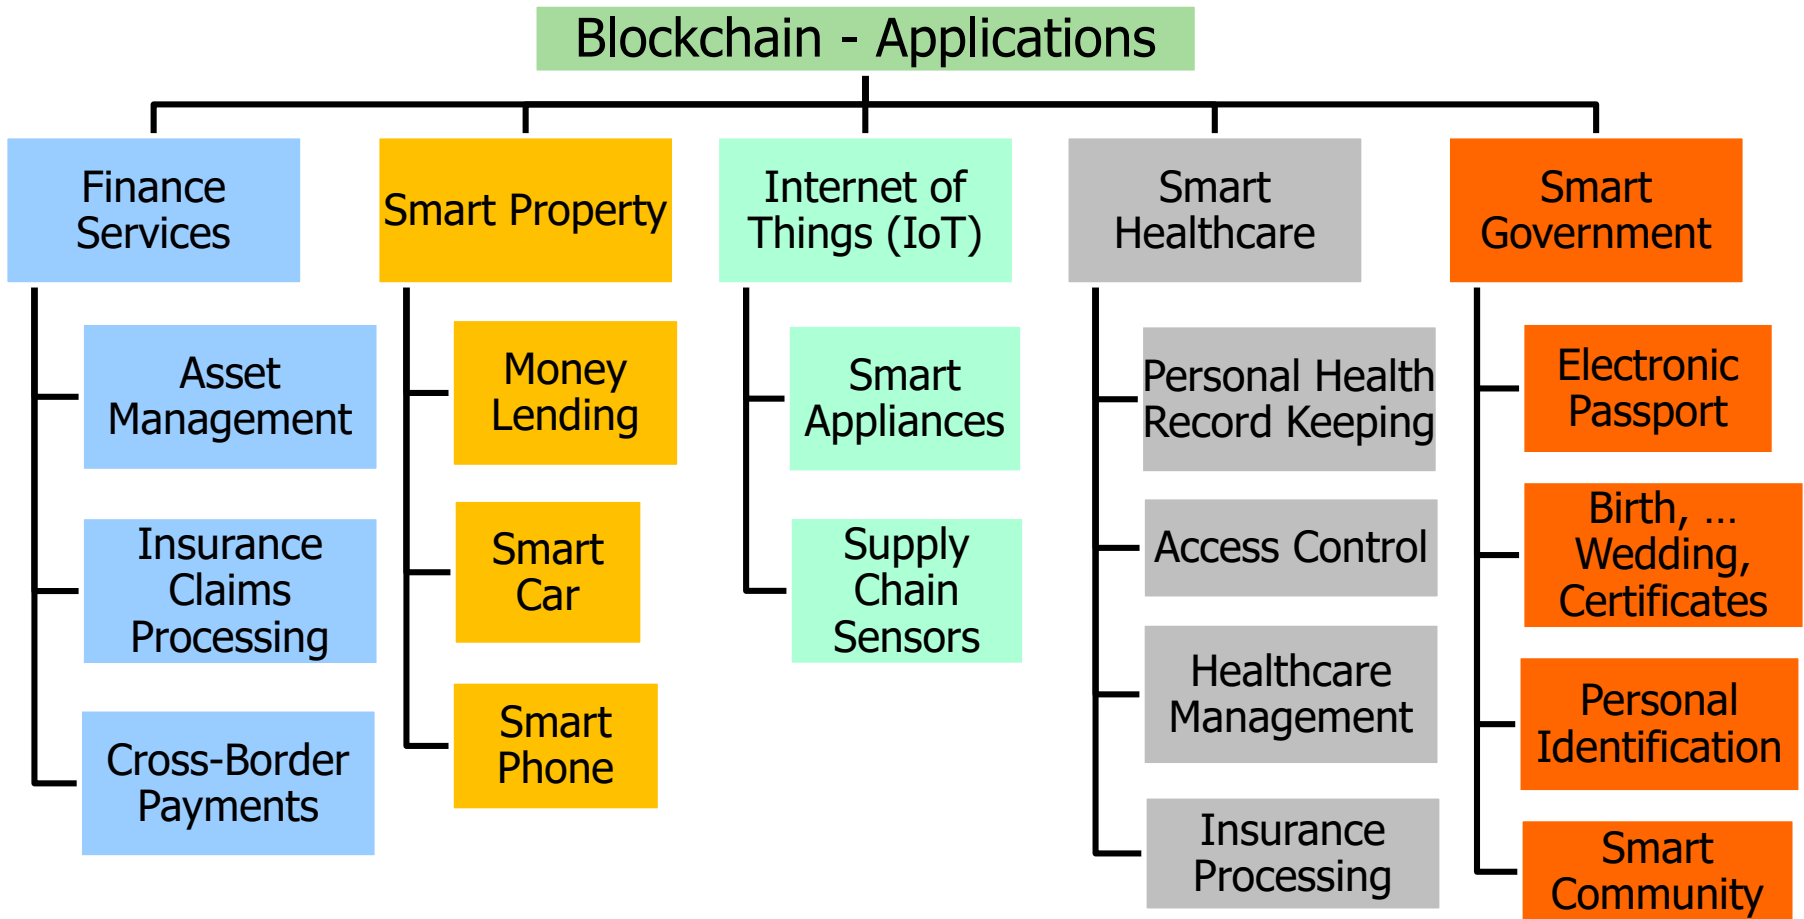 Blockchain - Applications
Finance
Services
Asset
Management
Insurance
Claims
Processing
Cross-Border
Payments
Smart Property
Money
Lending
Smart
Car
Smart
Phone
Internet of
Things (IoT)
Smart
Appliances
Supply
Chain
Sensors
Smart
Healthcare
Personal Health
Record Keeping
Access Control
Healthcare
Management
Insurance
Processing
Smart
Government
Electronic
Passport
Birth, …
Wedding,
Certificates
Personal
Identification
Smart
Community